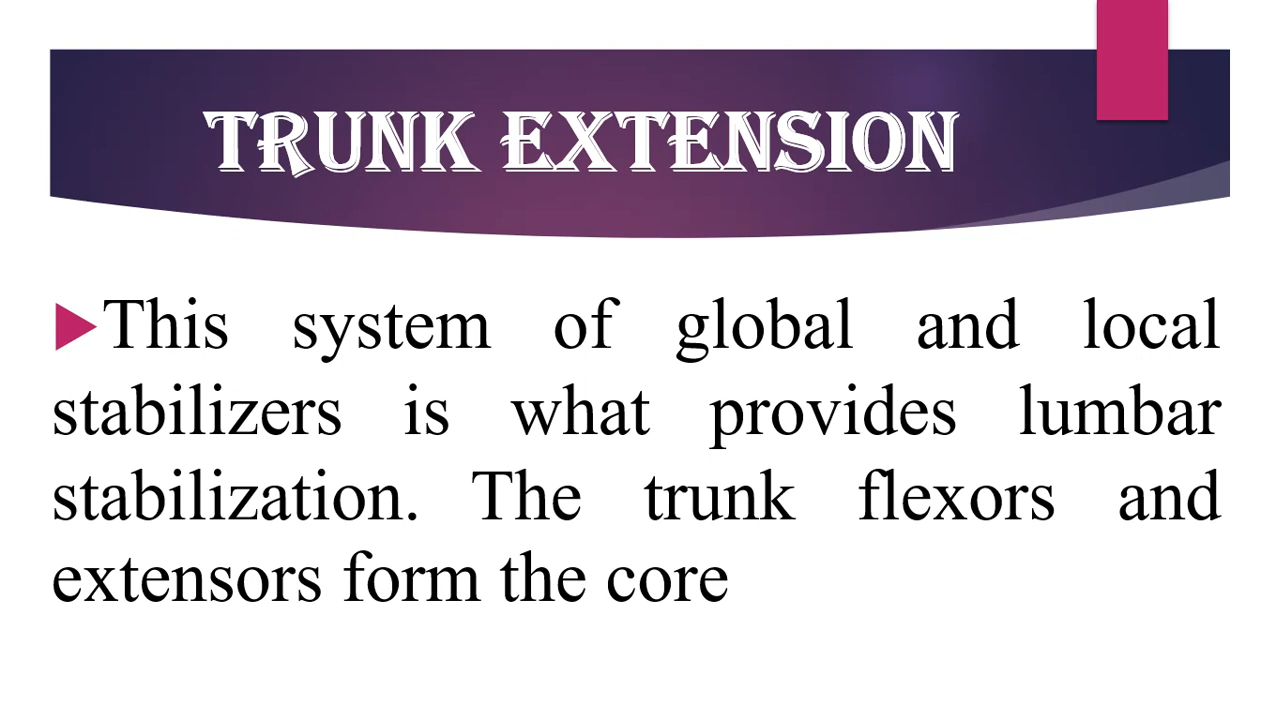 TRUNK EXTENSION
This system of global and local
stabilizers is what provides lumbar
stabilization. The trunk flexors and
extensors form the core